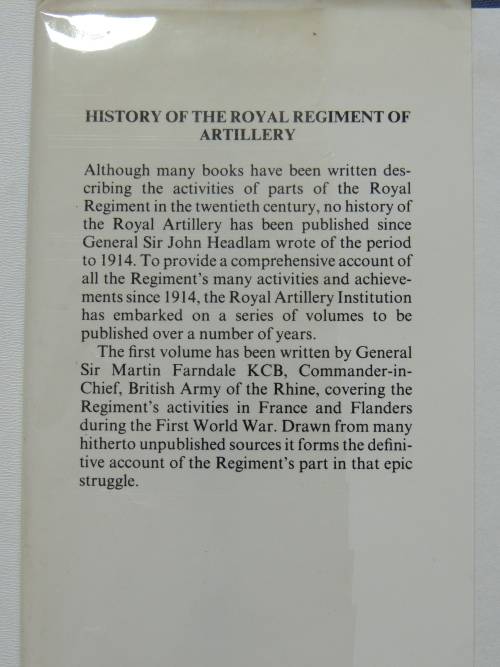 HISTORY OF THE ROYAL REGIMENT OF
ARTILLERY
Although many books have been written des-
cribing the activities of parts of the Royal
Regiment in the twentieth century, no history of
the Royal Artillery has been published since
General Sir John Headlam wrote of the period
to 1914. To provide a comprehensive account of
all the Regiment's many activities and achieve-
ments since 1914, the Royal Artillery Institution
has embarked on a series of volumes to be
published over a number of years.
The first volume has been written by General
Sir Martin Farndale KCB, Commander-in-
Chief, British Army of the Rhine, covering the
Regiment's activities in France and Flanders
during the First World War. Drawn from many
hitherto unpublished sources it forms the defini-
tive account of the Regiment's part in that epic
struggle.